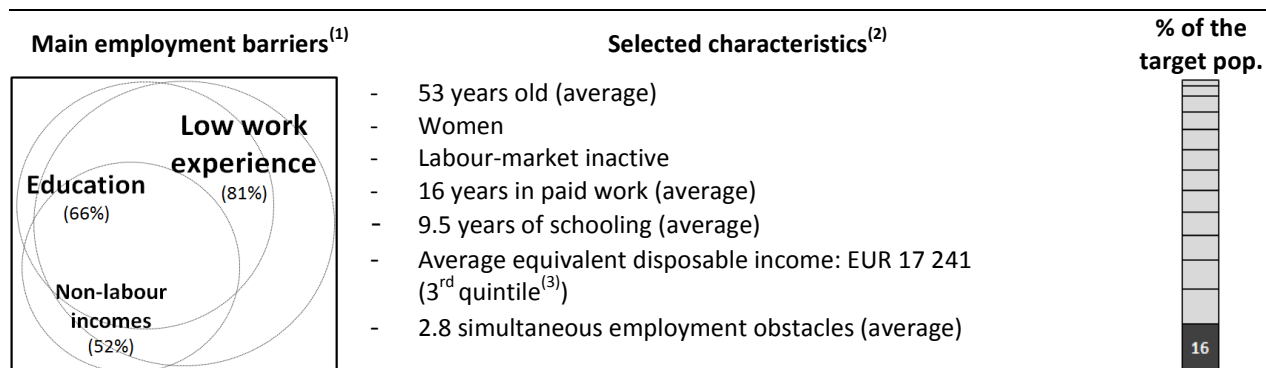 Main employment barriers(1)
Selected characteristics(2)
% of the
target pop.
Low work
experience
(81%)
Education
(66%)
Non-labour
incomes
(52%)
- 53 years old (average)
- Women
- Labour-market inactive
- 16 years in paid work (average)
- 9.5 years of schooling (average)
- Average equivalent disposable income: EUR 17 241
(3rd quintile(3))
- 2.8 simultaneous employment obstacles (average)
16